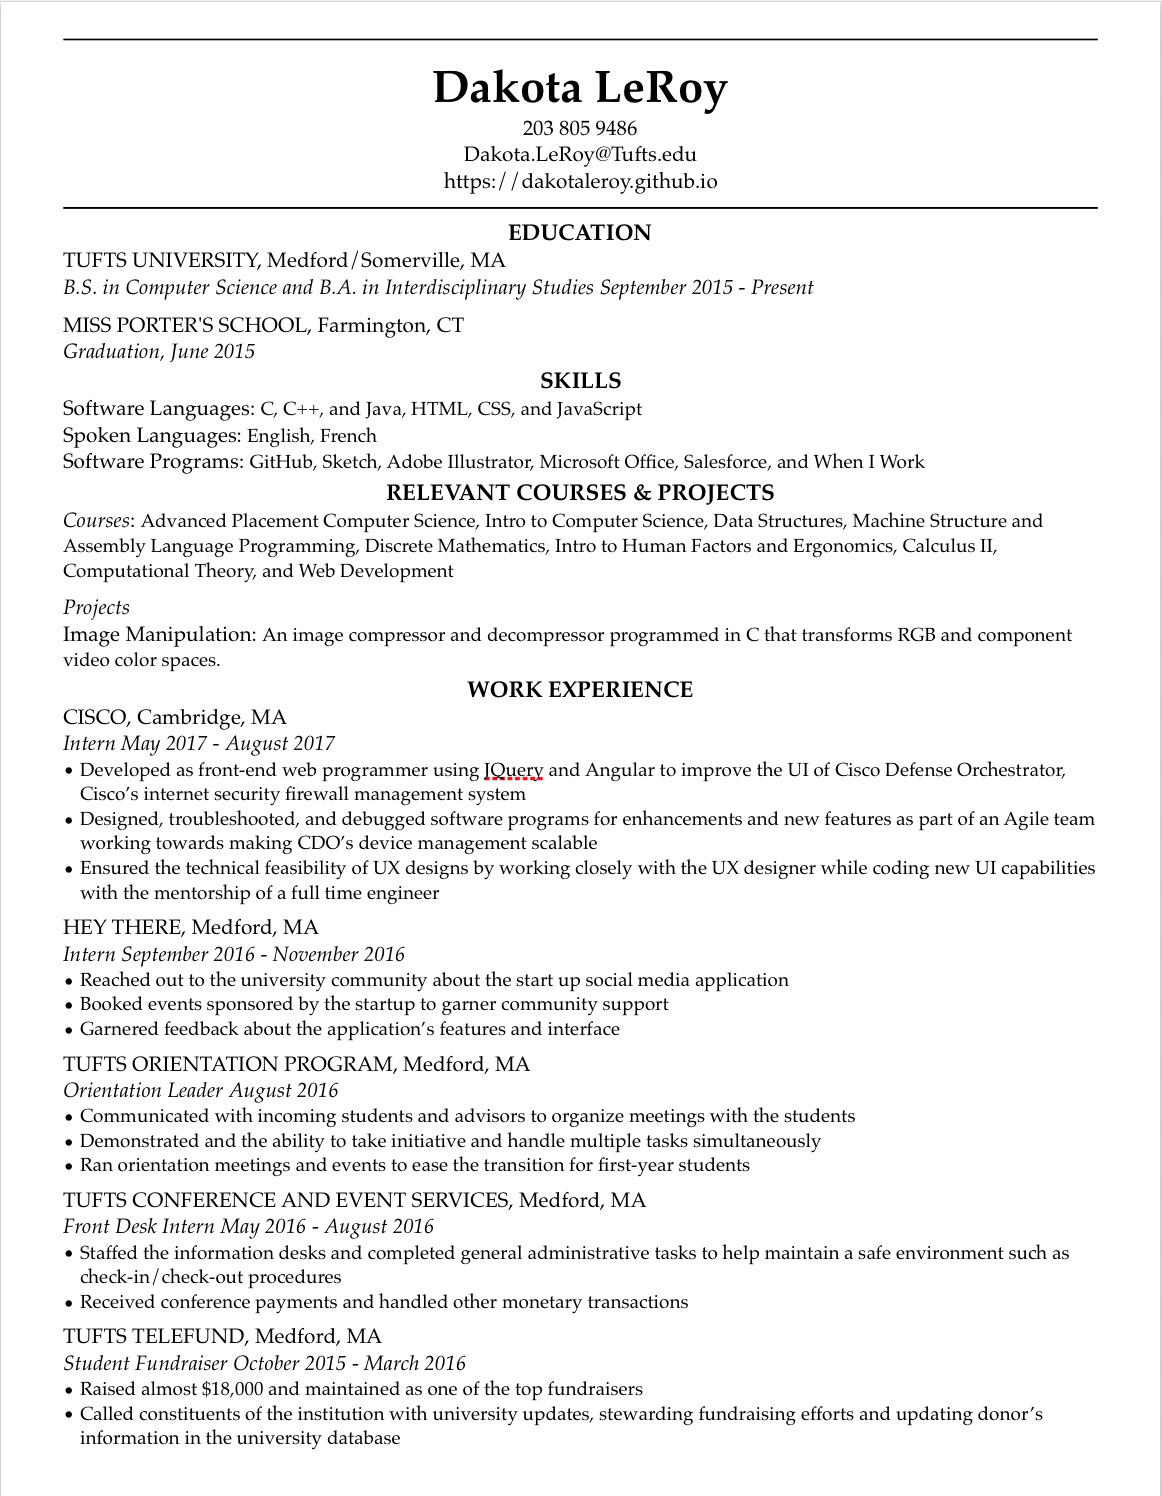 Dakota LeRoy
203 805 9486
Dakota.LeRoy@Tufts.edu
https://dakotaleroy.github.io
EDUCATION
TUFTS UNIVERSITY, Medford/Somerville, MA
B.S. in Computer Science and B.A. in Interdisciplinary Studies September 2015 - Present
MISS PORTER'S SCHOOL, Farmington, CT
Graduation, June 2015
SKILLS
Software Languages: C, C++, and Java, HTML, CSS, and JavaScript
Spoken Languages: English, French
Software Programs: GitHub, Sketch, Adobe Illustrator, Microsoft Office, Salesforce, and When I Work
RELEVANT COURSES & PROJECTS
Courses: Advanced Placement Computer Science, Intro to Computer Science, Data Structures, Machine Structure and
Assembly Language Programming, Discrete Mathematics, Intro to Human Factors and Ergonomics, Calculus II,
Computational Theory, and Web Development
Projects
Image Manipulation: An image compressor and decompressor programmed in C that transforms RGB and component
video color spaces.
WORK EXPERIENCE
CISCO, Cambridge, MA
Intern May 2017 - August 2017
• Developed as front-end web programmer using JQuery and Angular to improve the UI of Cisco Defense Orchestrator,
Cisco’s internet security firewall management system
• Designed, troubleshooted, and debugged software programs for enhancements and new features as part of an Agile team
working towards making CDO’s device management scalable
• Ensured the technical feasibility of UX designs by working closely with the UX designer while coding new UI capabilities
with the mentorship of a full time engineer
HEY THERE, Medford, MA
Intern September 2016 - November 2016
• Reached out to the university community about the start up social media application
• Booked events sponsored by the startup to garner community support
• Garnered feedback about the application’s features and interface
TUFTS ORIENTATION PROGRAM, Medford, MA
Orientation Leader August 2016
• Communicated with incoming students and advisors to organize meetings with the students
• Demonstrated and the ability to take initiative and handle multiple tasks simultaneously
• Ran orientation meetings and events to ease the transition for first-year students
TUFTS CONFERENCE AND EVENT SERVICES, Medford, MA
Front Desk Intern May 2016 - August 2016
• Staffed the information desks and completed general administrative tasks to help maintain a safe environment such as
check-in/check-out procedures
• Received conference payments and handled other monetary transactions
TUFTS TELEFUND, Medford, MA
Student Fundraiser October 2015 - March 2016
• Raised almost $18,000 and maintained as one of the top fundraisers
• Called constituents of the institution with university updates, stewarding fundraising efforts and updating donor’s
information in the university database